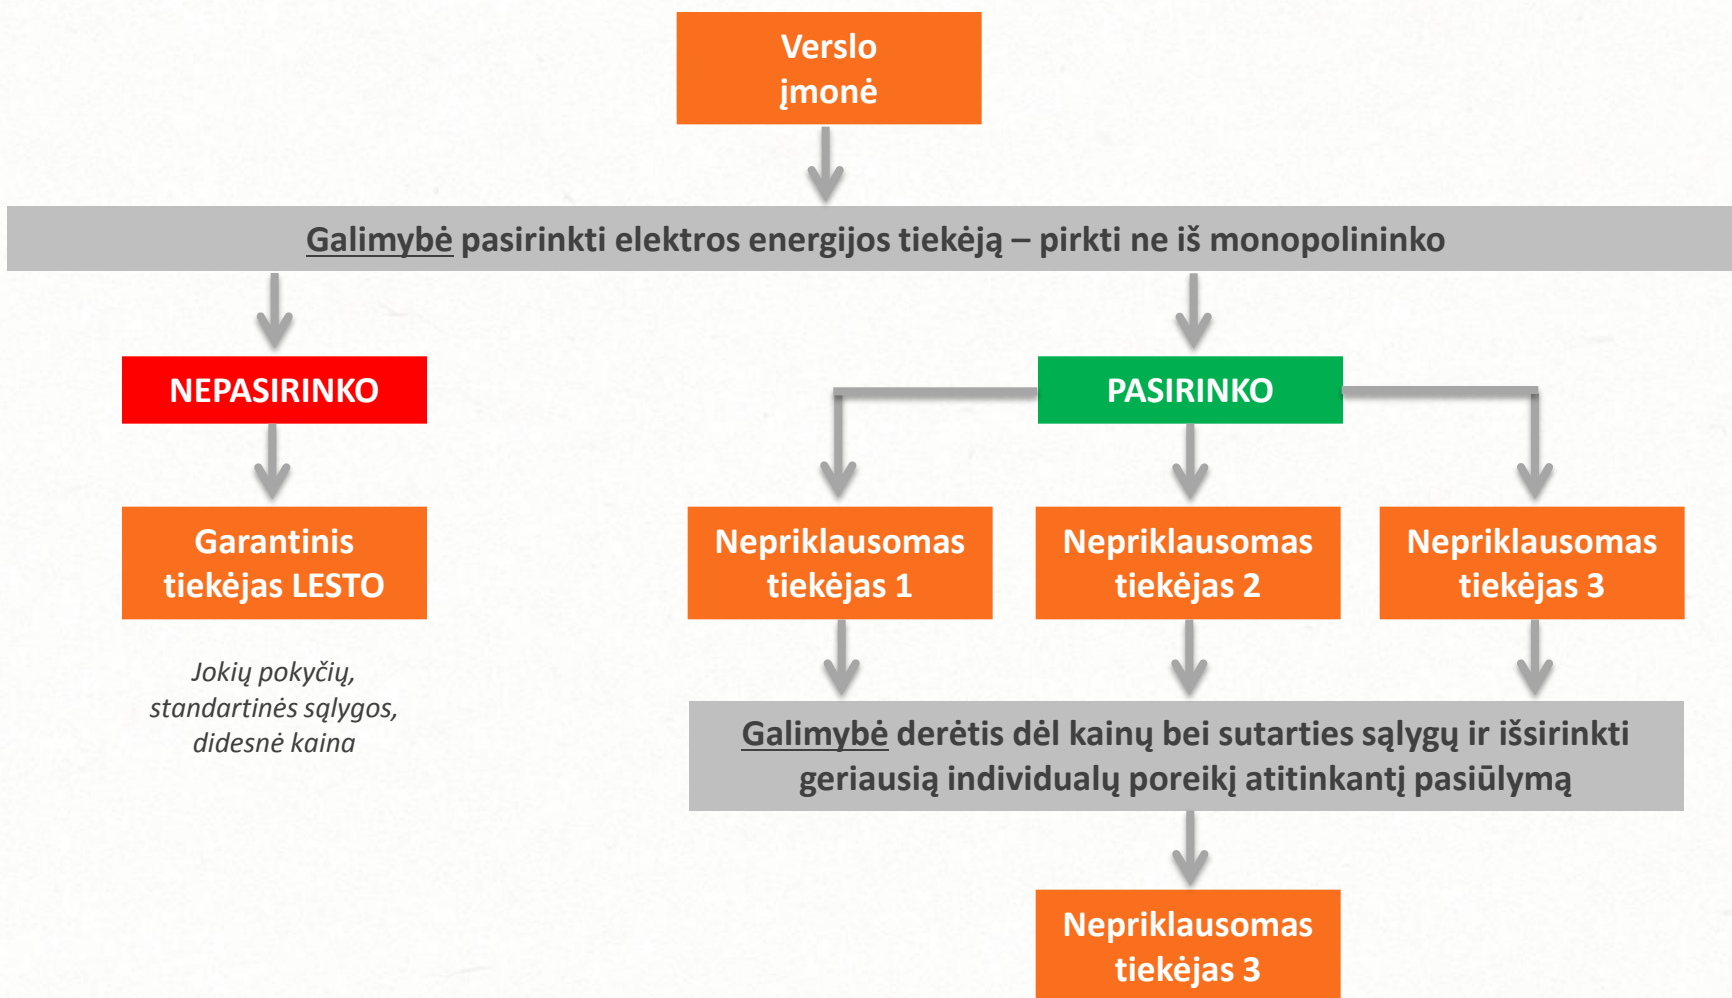 Verslo
įmonė
Galimybė pasirinkti elektros energijos tiekėją – pirkti ne iš monopolininko
NEPASIRINKO
PASIRINKO
Garantinis
tiekėjas LESTO
Nepriklausomas
tiekėjas 1
Nepriklausomas
tiekėjas 2
Nepriklausomas
tiekėjas 3
Jokių pokyčių,
standartinės sąlygos,
didesnė kaina
Galimybė derėtis dėl kainų bei sutarties sąlygų ir išsirinkti
geriausią individualų poreikį atitinkantį pasiūlymą
Nepriklausomas
tiekėjas 3